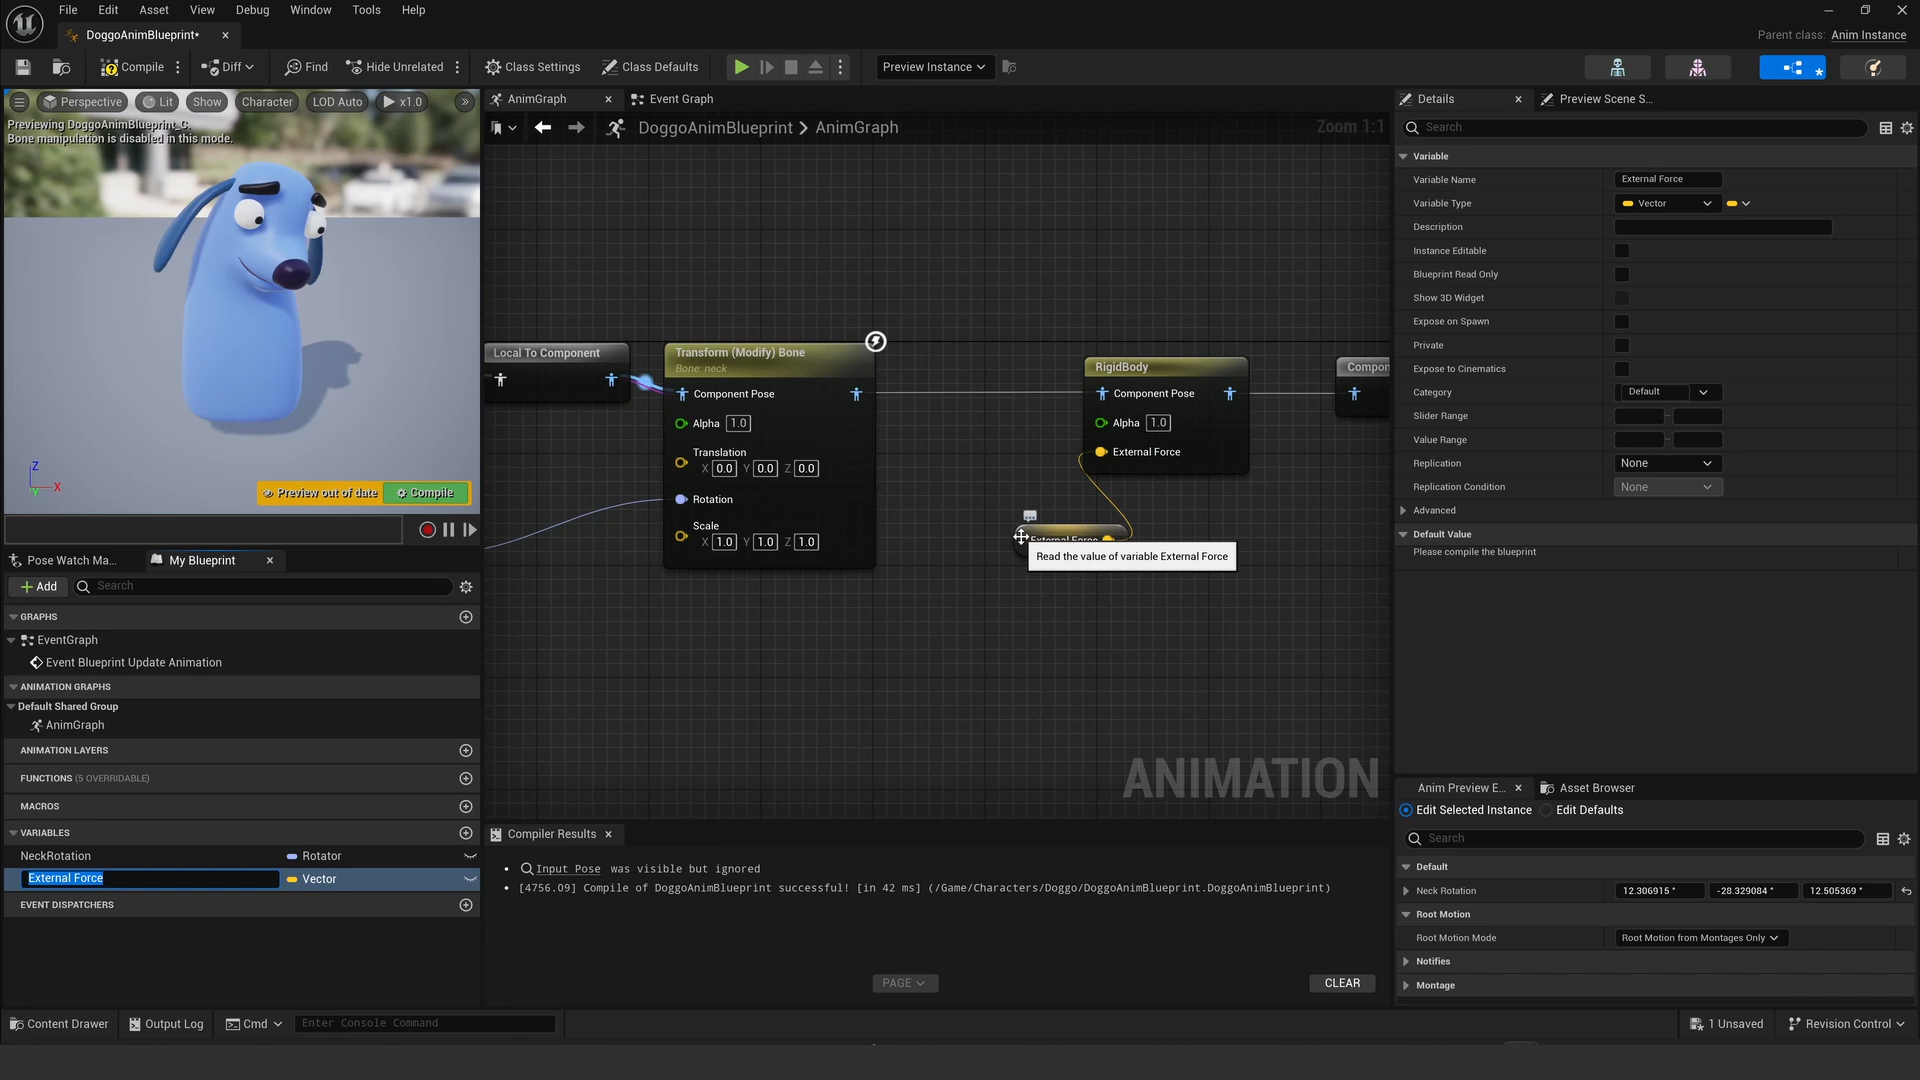 File Edit Asset View Debug Window Tools Help
DoggoAnimBlueprint*
Parent class: Anim Instance
Compile Diff Find Hide Unrelated Class Settings Class Defaults Preview Instance
Perspective Lit Show Character LOD Auto x1.0
Previewing DoggoAnimBlueprint_C.
Bone manipulation is disabled in this mode.
Z
X
Y
Preview out of date Compile
Pose Watch Ma... My Blueprint
Add Search
GRAPHS
EventGraph
Event Blueprint Update Animation
ANIMATION GRAPHS
Default Shared Group
AnimGraph
ANIMATION LAYERS
FUNCTIONS (5 OVERRIDABLE)
MACROS
VARIABLES
NeckRotation Rotator
External Force Vector
EVENT DISPATCHERS
AnimGraph Event Graph
DoggoAnimBlueprint > AnimGraph
Zoom 1:1
Local To Component
Transform (Modify) Bone
Bone: neck
Component Pose
Alpha 1.0
Translation
X 0.0 Y 0.0 Z 0.0
Rotation
Scale
X 1.0 Y 1.0 Z 1.0
RigidBody
Component Pose
Alpha 1.0
External Force
Compon
External Force
Read the value of variable External Force
ANIMATION
Compiler Results
Input Pose was visible but ignored
[4756.09] Compile of DoggoAnimBlueprint successful! [in 42 ms] (/Game/Characters/Doggo/DoggoAnimBlueprint.DoggoAnimBlueprint)
PAGE
CLEAR
Details Preview Scene S...
Search
Variable
Variable Name External Force
Variable Type Vector
Description
Instance Editable
Blueprint Read Only
Show 3D Widget
Expose on Spawn
Private
Expose to Cinematics
Category Default
Slider Range
Value Range
Replication None
Replication Condition None
Advanced
Default Value
Please compile the blueprint
Anim Preview E... Asset Browser
Edit Selected Instance Edit Defaults
Search
Default
Neck Rotation 12.306915 ° -28.329084 ° 12.505369 °
Root Motion
Root Motion Mode Root Motion from Montages Only
Notifies
Montage
Content Drawer Output Log Cmd Enter Console Command
1 Unsaved Revision Control